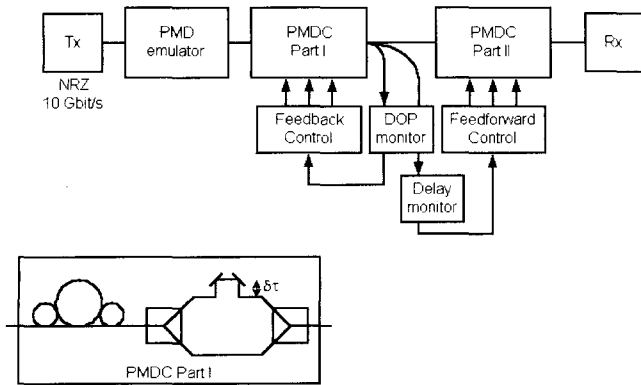 Tx
PMD
emulator
PMDC
Part I
PMDC
Part II
Rx
NRZ
10 Gbit/s
Feedback
Control
DOP
monitor
Feedforward
Control
Delay
monitor
δτ
PMDC Part I